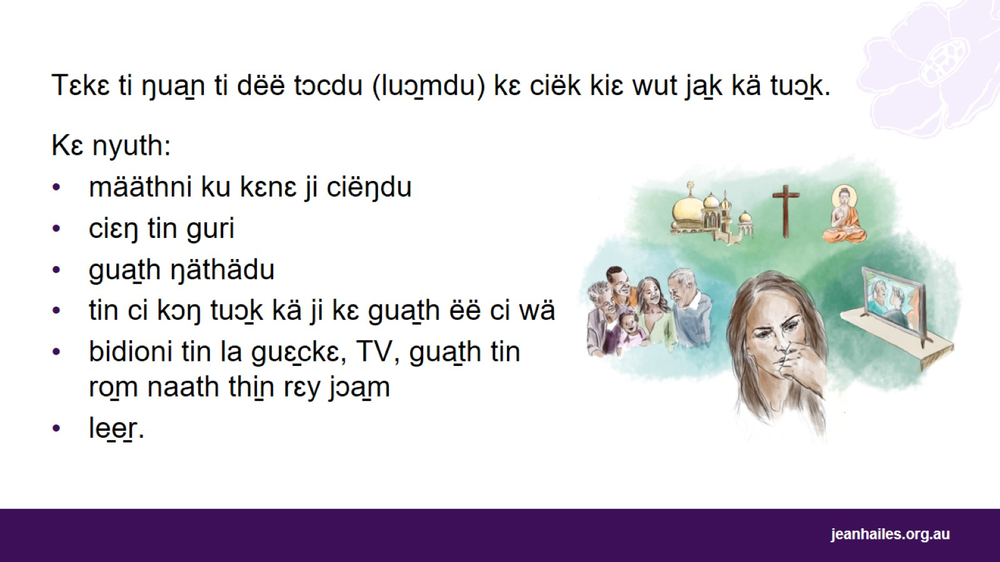 Tɛkɛ ti ŋua̱n ti dëë tɔcdu (luɔ̱mdu) kɛ ciëk kiɛ wut ja̱k kä tuɔ̱k.
Kɛ nyuth:
• määthni ku kɛnɛ ji ciëŋdu
• ciɛŋ tin guri
• gua̱th ŋäthädu
• tin ci kɔŋ tuɔ̱k kä ji kɛ gua̱th ëë ci wä
• bidioni tin la guɛ̱ckɛ, TV, gua̱th tin
ro̱m naath thi̱n rɛy jɔa̱m
• le̱e̱r̠.
jeanhailes.org.au